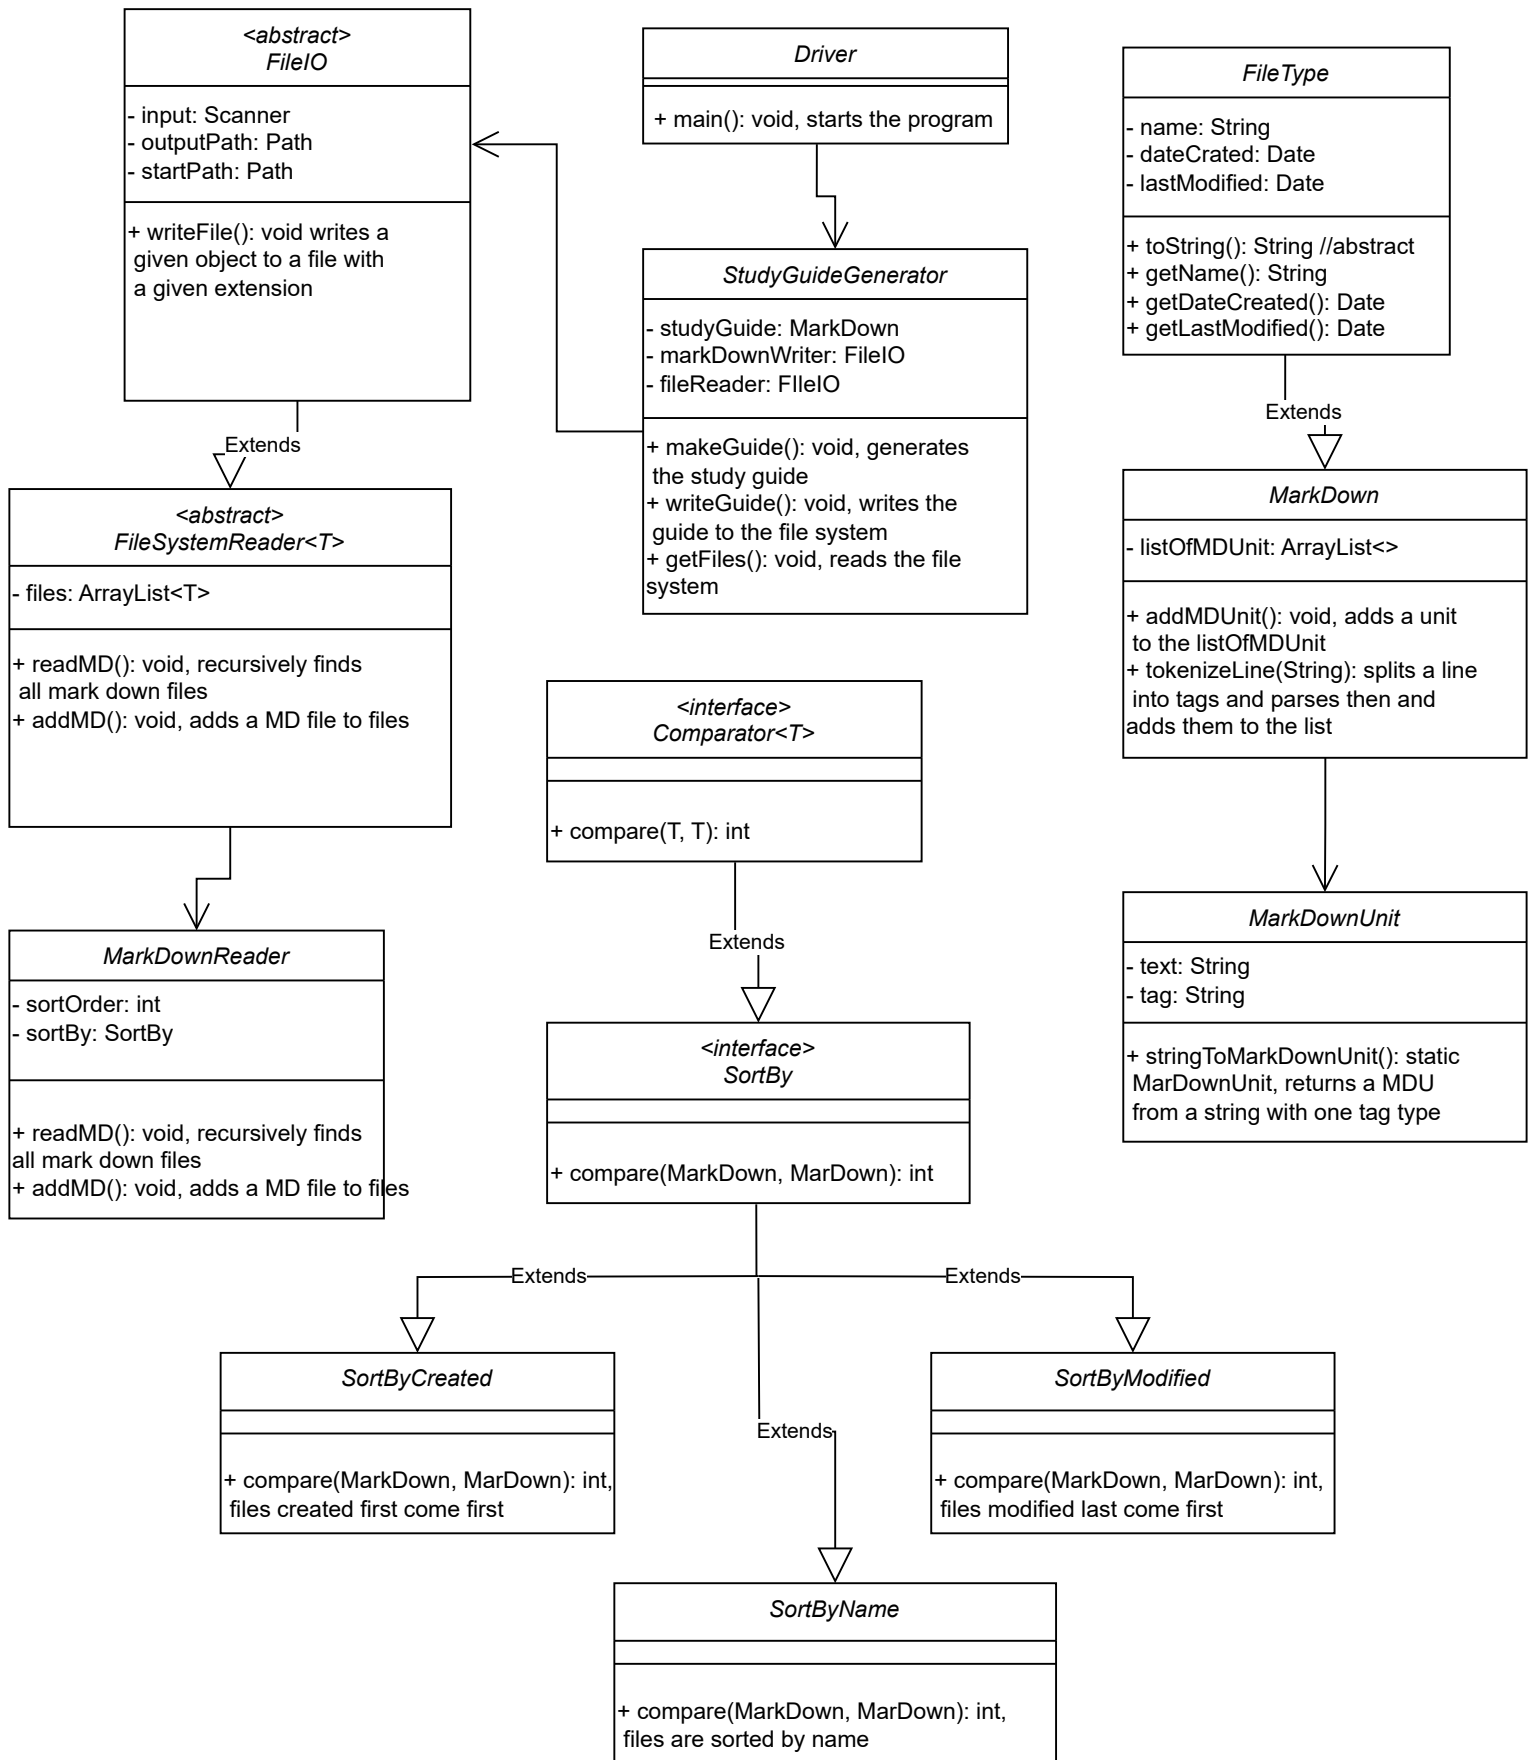 <abstract>
FileIO
- input: Scanner
- outputPath: Path
- startPath: Path
+ writeFile(): void writes a
given object to a file with
a given extension
Extends
<abstract>
FileSystemReader<T>
- files: ArrayList<T>
+ readMD(): void, recursively finds
all mark down files
+ addMD(): void, adds a MD file to files
MarkDownReader
- sortOrder: int
- sortBy: SortBy
+ readMD(): void, recursively finds
all mark down files
+ addMD(): void, adds a MD file to files
Driver
+ main(): void, starts the program
StudyGuideGenerator
- studyGuide: MarkDown
- markDownWriter: FileIO
- fileReader: FIleIO
+ makeGuide(): void, generates
the study guide
+ writeGuide(): void, writes the
guide to the file system
+ getFiles(): void, reads the file
system
<interface>
Comparator<T>
+ compare(T, T): int
Extends
<interface>
SortBy
+ compare(MarkDown, MarDown): int
Extends
Extends
Extends
SortByCreated
+ compare(MarkDown, MarDown): int,
files created first come first
SortByModified
+ compare(MarkDown, MarDown): int,
files modified last come first
SortByName
+ compare(MarkDown, MarDown): int,
files are sorted by name
FileType
- name: String
- dateCrated: Date
- lastModified: Date
+ toString(): String //abstract
+ getName(): String
+ getDateCreated(): Date
+ getLastModified(): Date
Extends
MarkDown
- listOfMDUnit: ArrayList<>
+ addMDUnit(): void, adds a unit
to the listOfMDUnit
+ tokenizeLine(String): splits a line
into tags and parses then and
adds them to the list
MarkDownUnit
- text: String
- tag: String
+ stringToMarkDownUnit(): static
MarDownUnit, returns a MDU
from a string with one tag type